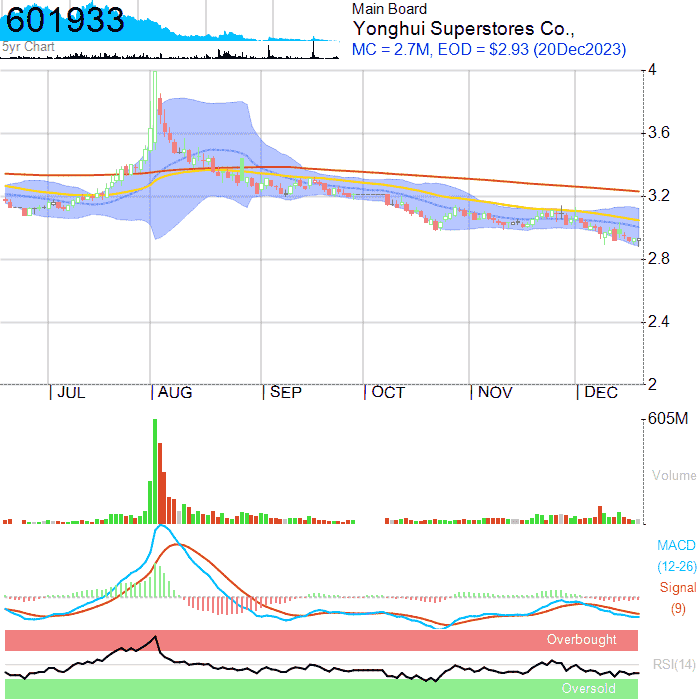 601933
5yr Chart
Main Board
Yonghui Superstores Co.,
MC = 2.7M, EOD = $2.93 (20Dec2023)
4
3.6
3.2
2.8
2.4
2
JUL AUG SEP OCT NOV DEC
605M
Volume
MACD
(12-26)
Signal
(9)
Overbought
RSI(14)
Oversold